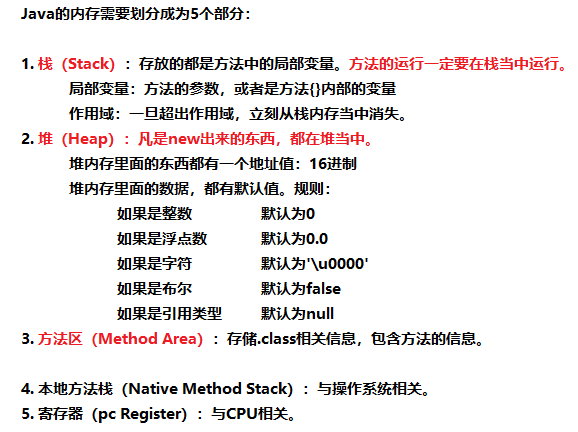 Java的内存需要划分成为5个部分：
1. 栈（Stack）：存放的都是方法中的局部变量。方法的运行一定要在栈当中运行。
局部变量：方法的参数，或者是方法{}内部的变量
作用域：一旦超出作用域，立刻从栈内存当中消失。
2. 堆（Heap）：凡是new出来的东西，都在堆当中。
堆内存里面的东西都有一个地址值：16进制
堆内存里面的数据，都有默认值。规则：
如果是整数 默认为0
如果是浮点数 默认为0.0
如果是字符 默认为'\u0000'
如果是布尔 默认为false
如果是引用类型 默认为null
3. 方法区（Method Area）：存储.class相关信息，包含方法的信息。
4. 本地方法栈（Native Method Stack）：与操作系统相关。
5. 寄存器（pc Register）：与CPU相关。